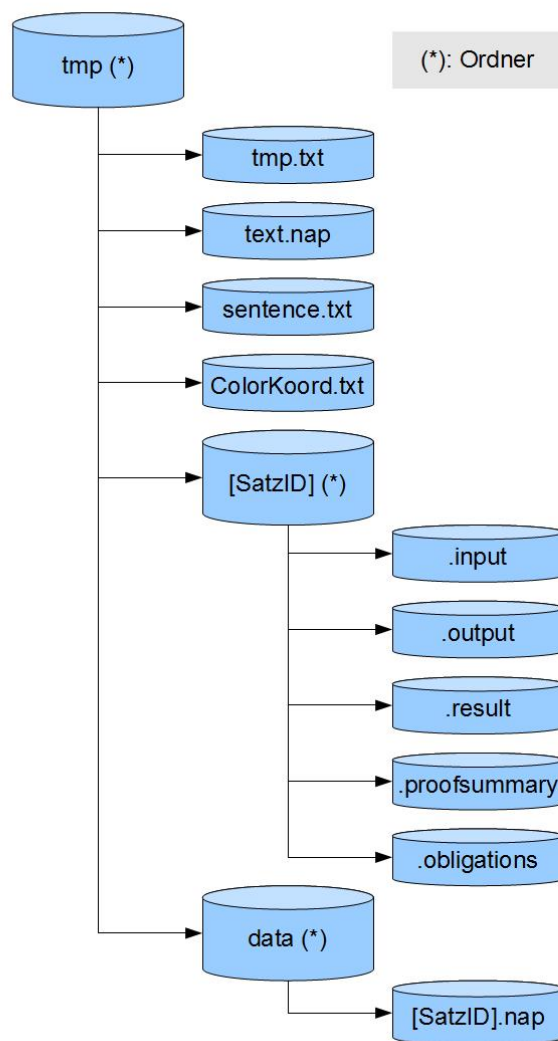 tmp (*)
(*): Ordner
tmp.txt
text.nap
sentence.txt
ColorKoord.txt
[SatzID] (*)
.input
.output
.result
.proofsummary
.obligations
data (*)
[SatzID].nap